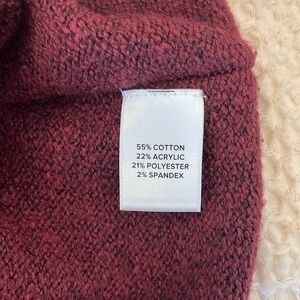 55% COTTON
22% ACRYLIC
21% POLYESTER
2% SPANDEX